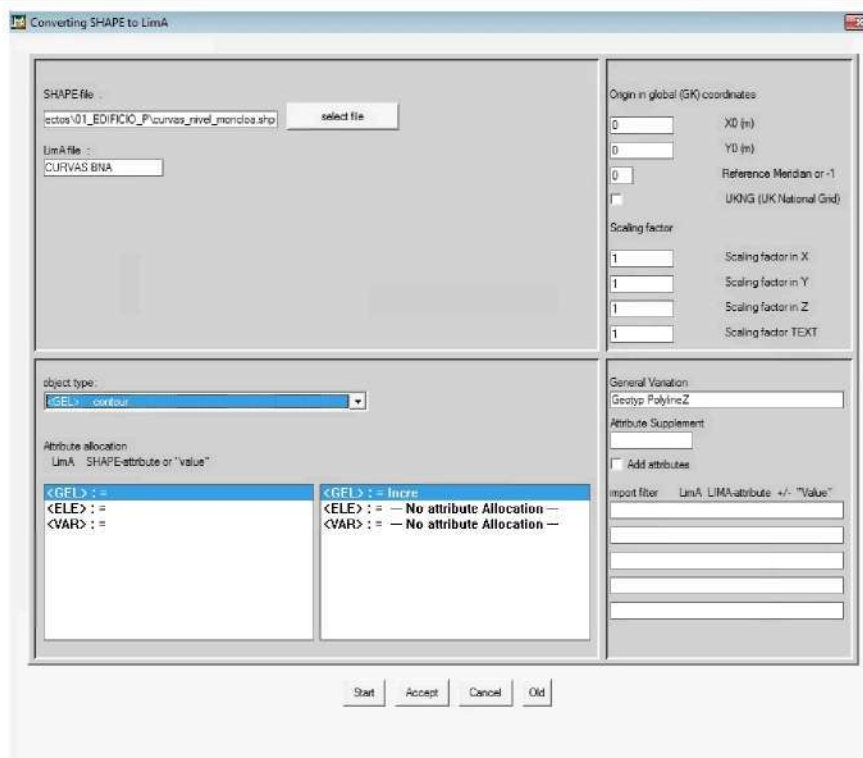 Converting SHAPE to LimA
SHAPE-file :
ectos\01_EDIFICIO_P\curvas_nivel_moncloa.shp
select file
LimA file :
CURVAS BNA
Origin in global (GK) coordinates
0 X0 (m)
0 Y0 (m)
0 Reference Meridian or -1
UKNG (UK National Grid)
Scaling factor
1 Scaling factor in X
1 Scaling factor in Y
1 Scaling factor in Z
1 Scaling factor TEXT
object type:
<GEL> contour
Attribute allocation
LimA SHAPE-attribute or "value"
<GEL> : =
<ELE> : =
<VAR> : =
<GEL> : = Incre
<ELE> : = — No attribute Allocation —
<VAR> : = — No attribute Allocation —
General Variation
Geotyp PolylineZ
Attribute Supplement
Add attributes
import filter LimA LIMA-attribute +/- "Value"
Start Accept Cancel Old